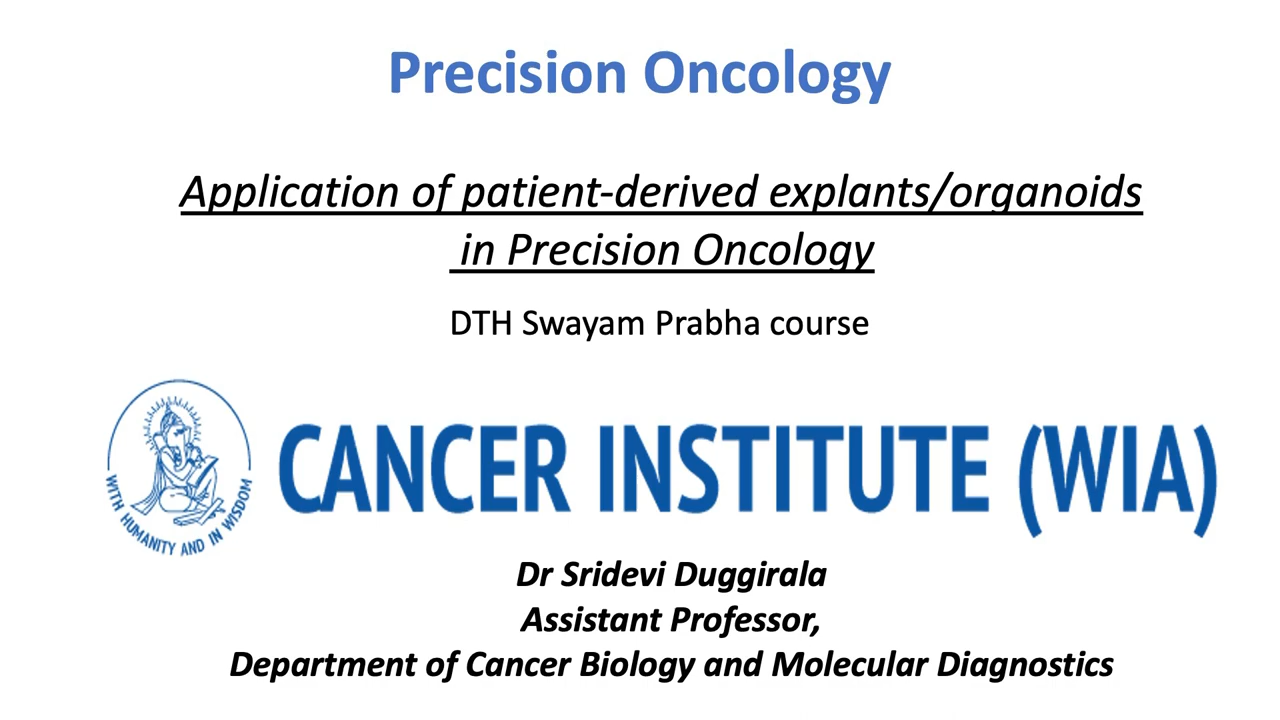 Precision Oncology
Application of patient-derived explants/organoids
in Precision Oncology
DTH Swayam Prabha course
WITH HUMANITY AND IN WISDOM
CANCER INSTITUTE (WIA)
Dr Sridevi Duggirala
Assistant Professor,
Department of Cancer Biology and Molecular Diagnostics